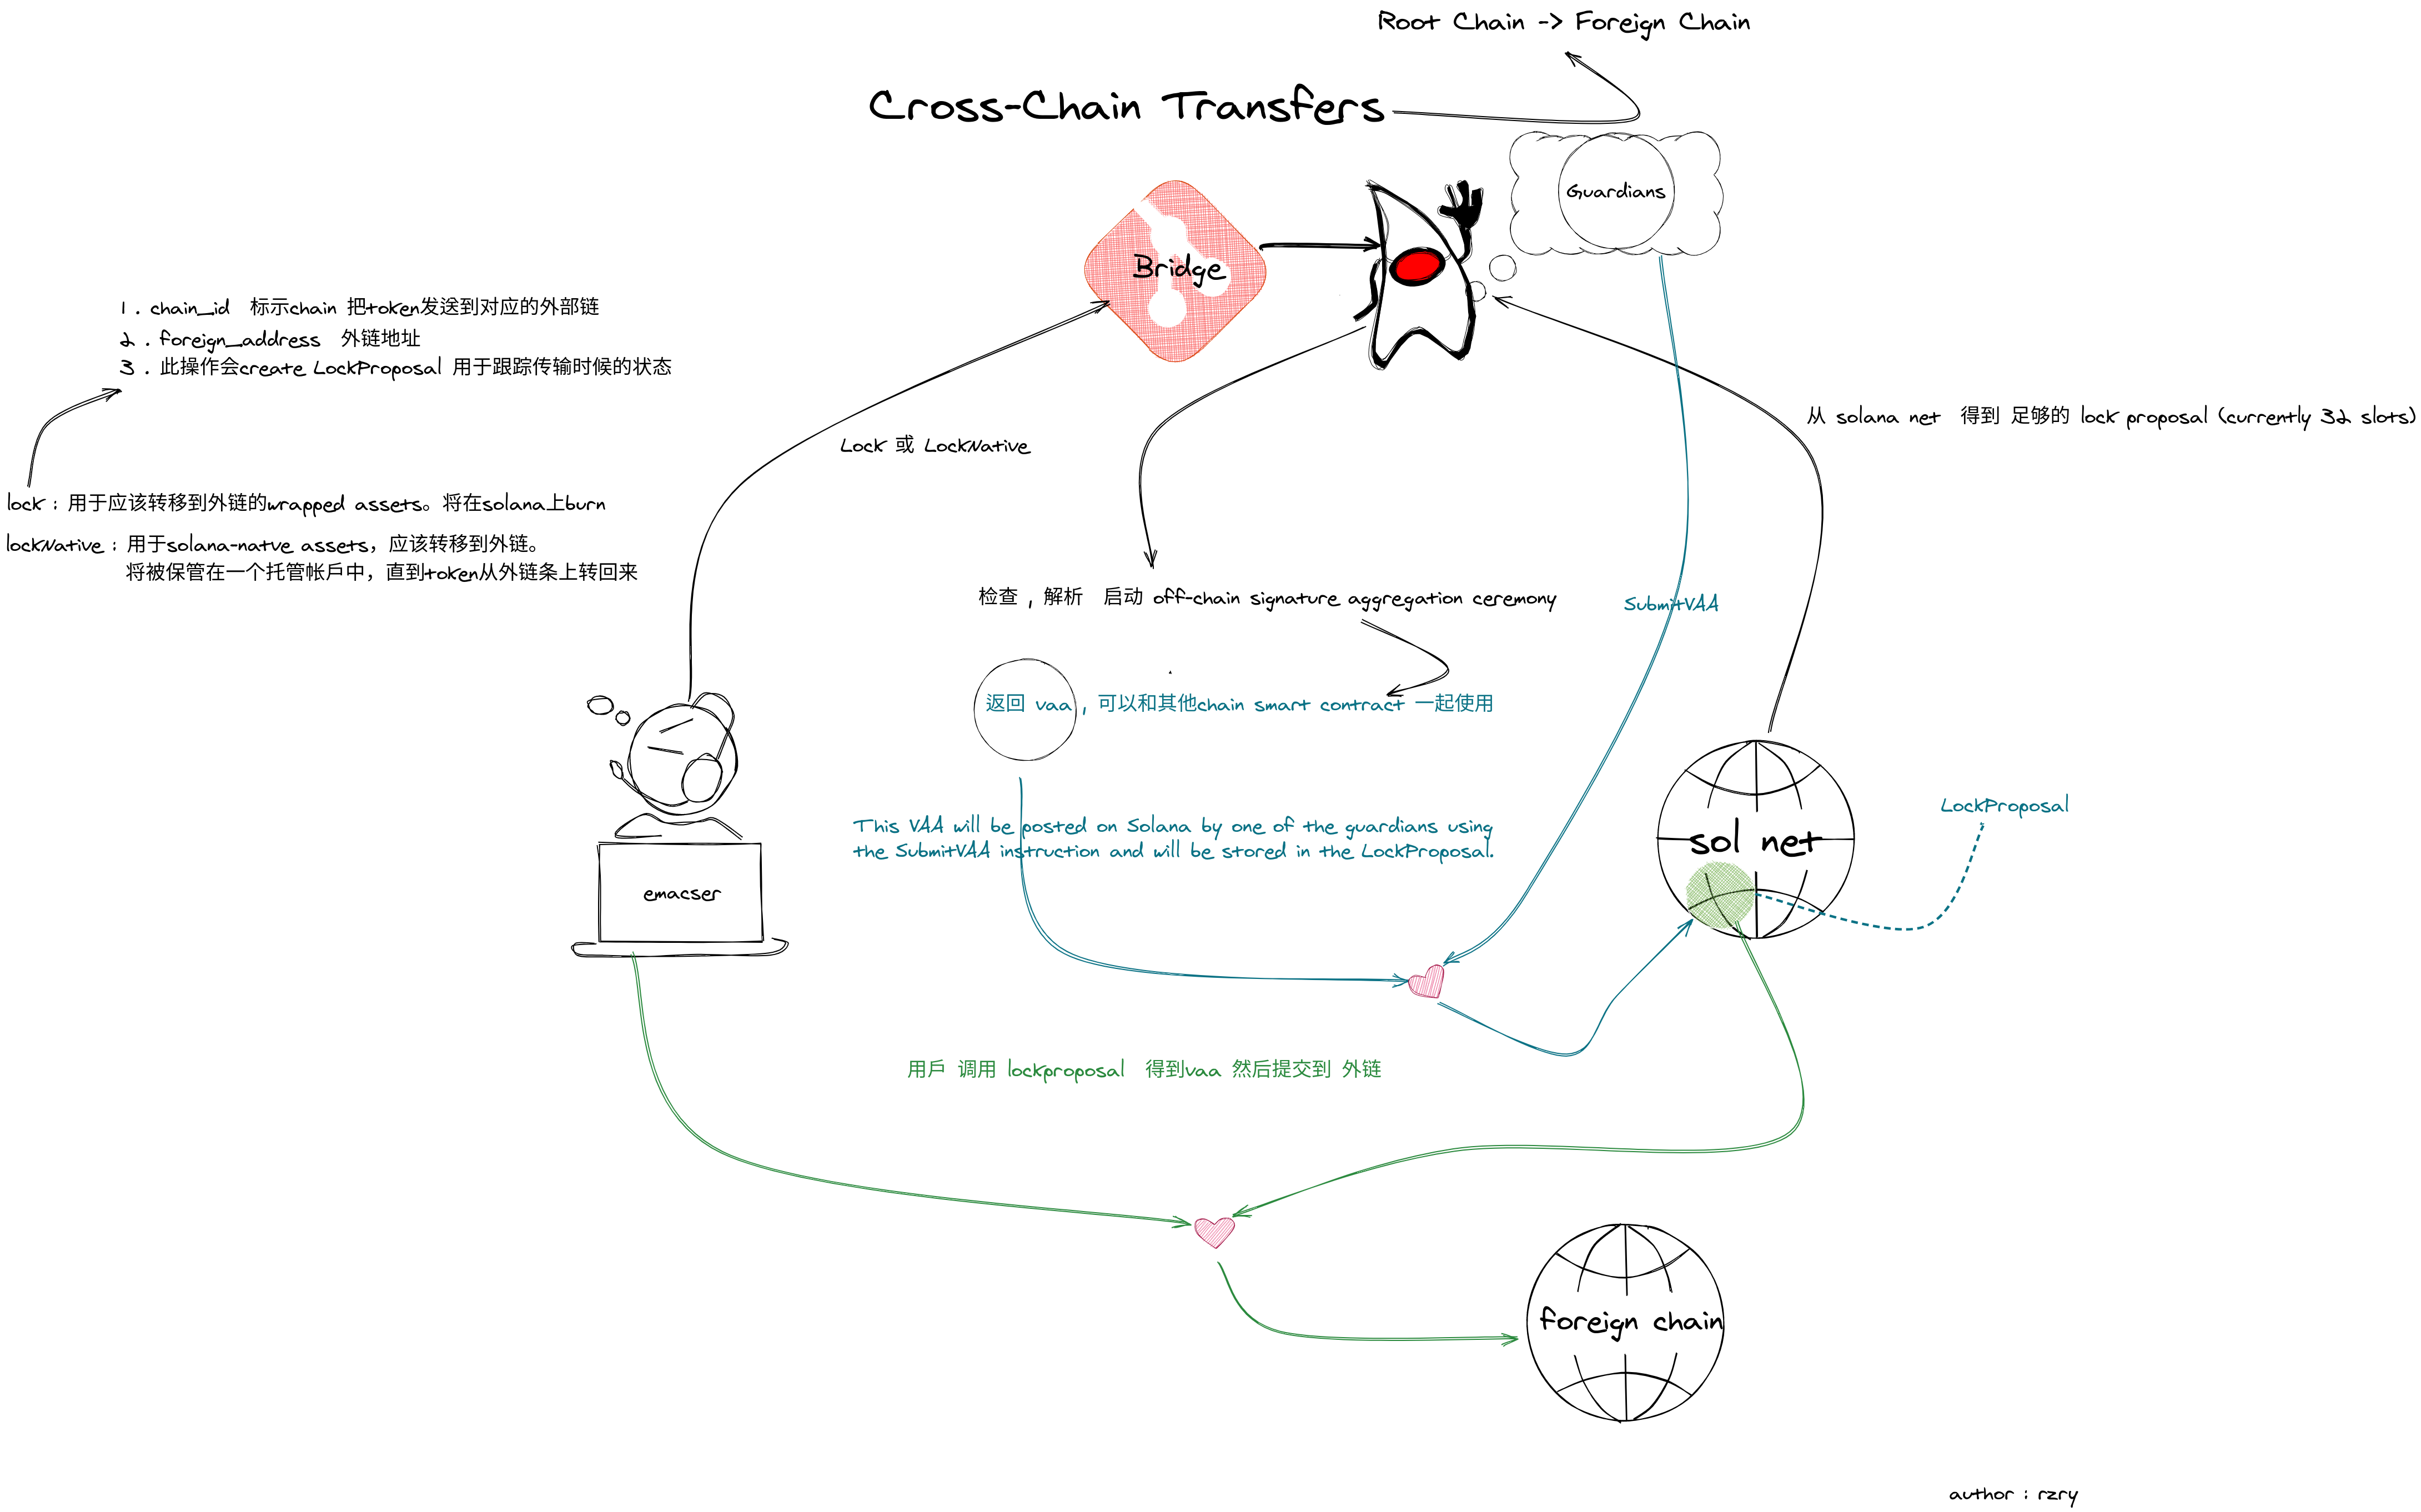 Root Chain -> Foreign Chain
Cross-Chain Transfers
Guardians
Bridge
1 . chain_id 标示chain 把token发送到对应的外部链
2 . foreign_address 外链地址
3 . 此操作会create LockProposal 用于跟踪传输时候的状态
从 solana net 得到 足够的 lock proposal (currently 32 slots)
Lock 或 LockNative
lock : 用于应该转移到外链的wrapped assets。将在solana上burn
lockNative : 用于solana-natve assets，应该转移到外链。
将被保管在一个托管帐戶中，直到token从外链条上转回来
检查 , 解析 启动 off-chain signature aggregation ceremony
SubmitVAA
返回 vaa , 可以和其他chain smart contract 一起使用
LockProposal
This VAA will be posted on Solana by one of the guardians using
the SubmitVAA instruction and will be stored in the LockProposal.
sol net
emacser
用戶 调用 lockproposal 得到vaa 然后提交到 外链
foreign chain
author : rzry